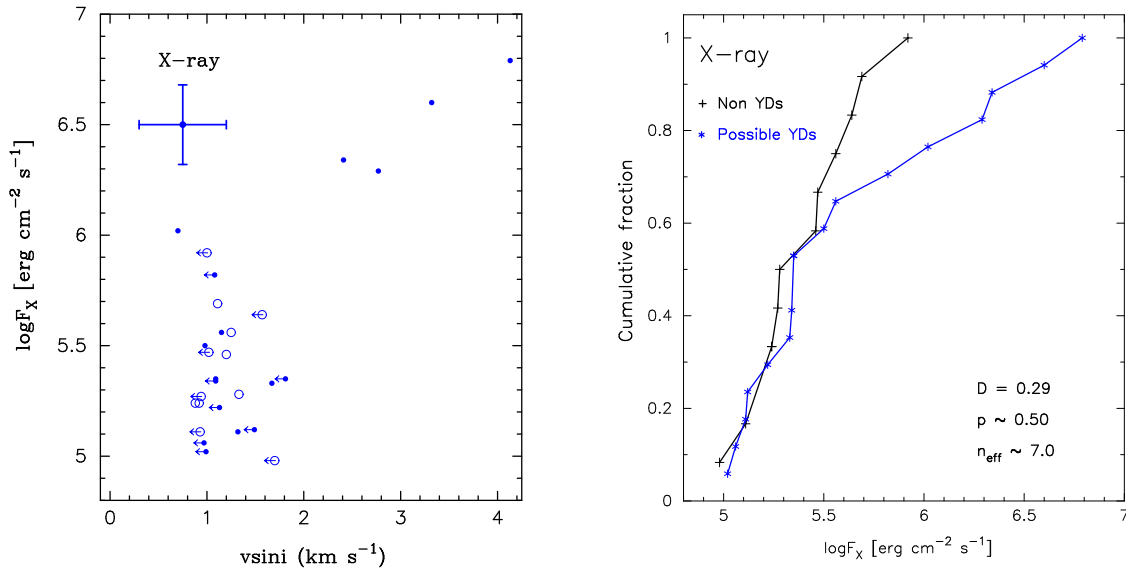 X-ray
7
6.5
6
5.5
5
0
1
2
3
4
logF_X [erg cm⁻² s⁻¹]
vsini (km s⁻¹)
X-ray
+ Non YDs
* Possible YDs
1
0.8
0.6
0.4
0.2
0
5
5.5
6
6.5
7
Cumulative fraction
logF_X [erg cm⁻² s⁻¹]
D = 0.29
p ~ 0.50
n_eff ~ 7.0